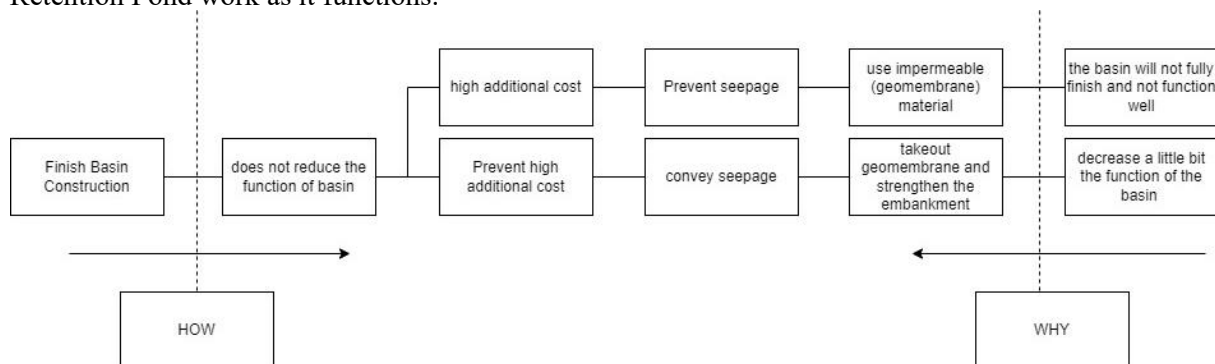 Retention Pond work as it functions.
high additional cost
Prevent seepage
use impermeable
(geomembrane)
material
the basin will not fully
finish and not function
well
Finish Basin
Construction
does not reduce the
function of basin
Prevent high
additional cost
convey seepage
takeout
geomembrane and
strengthen the
embankment
decrease a little bit
the function of the
basin
HOW
WHY